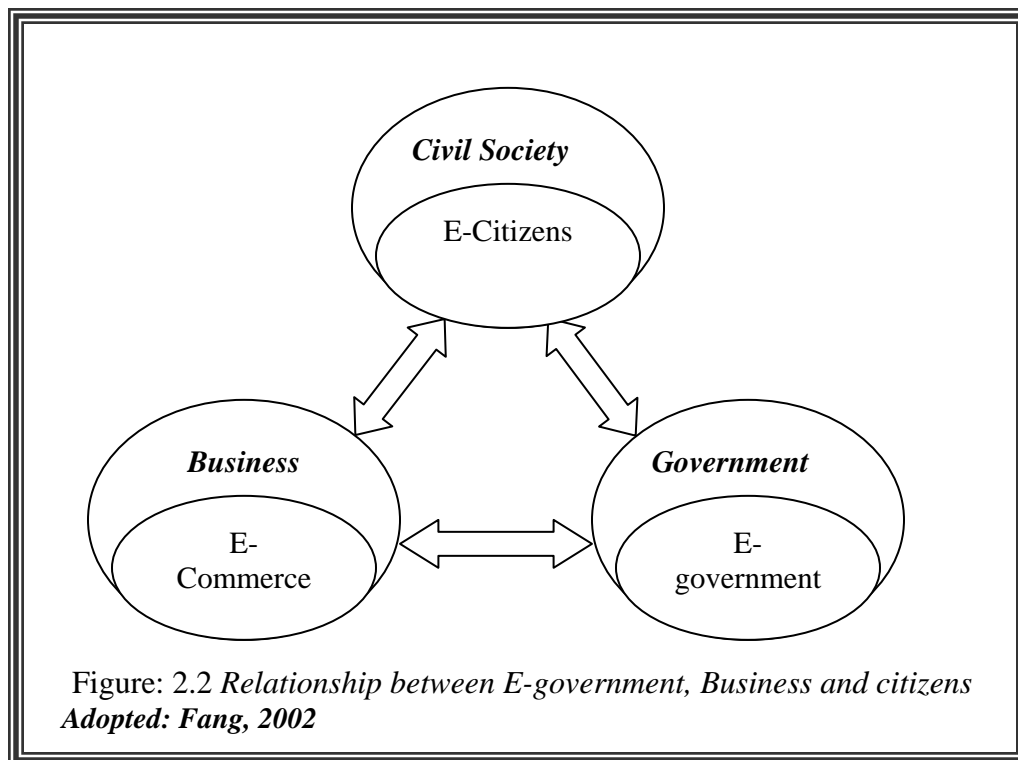 Civil Society
E-Citizens
Business
E-
Commerce
Government
E-
government
Figure: 2.2 Relationship between E-government, Business and citizens
Adopted: Fang, 2002